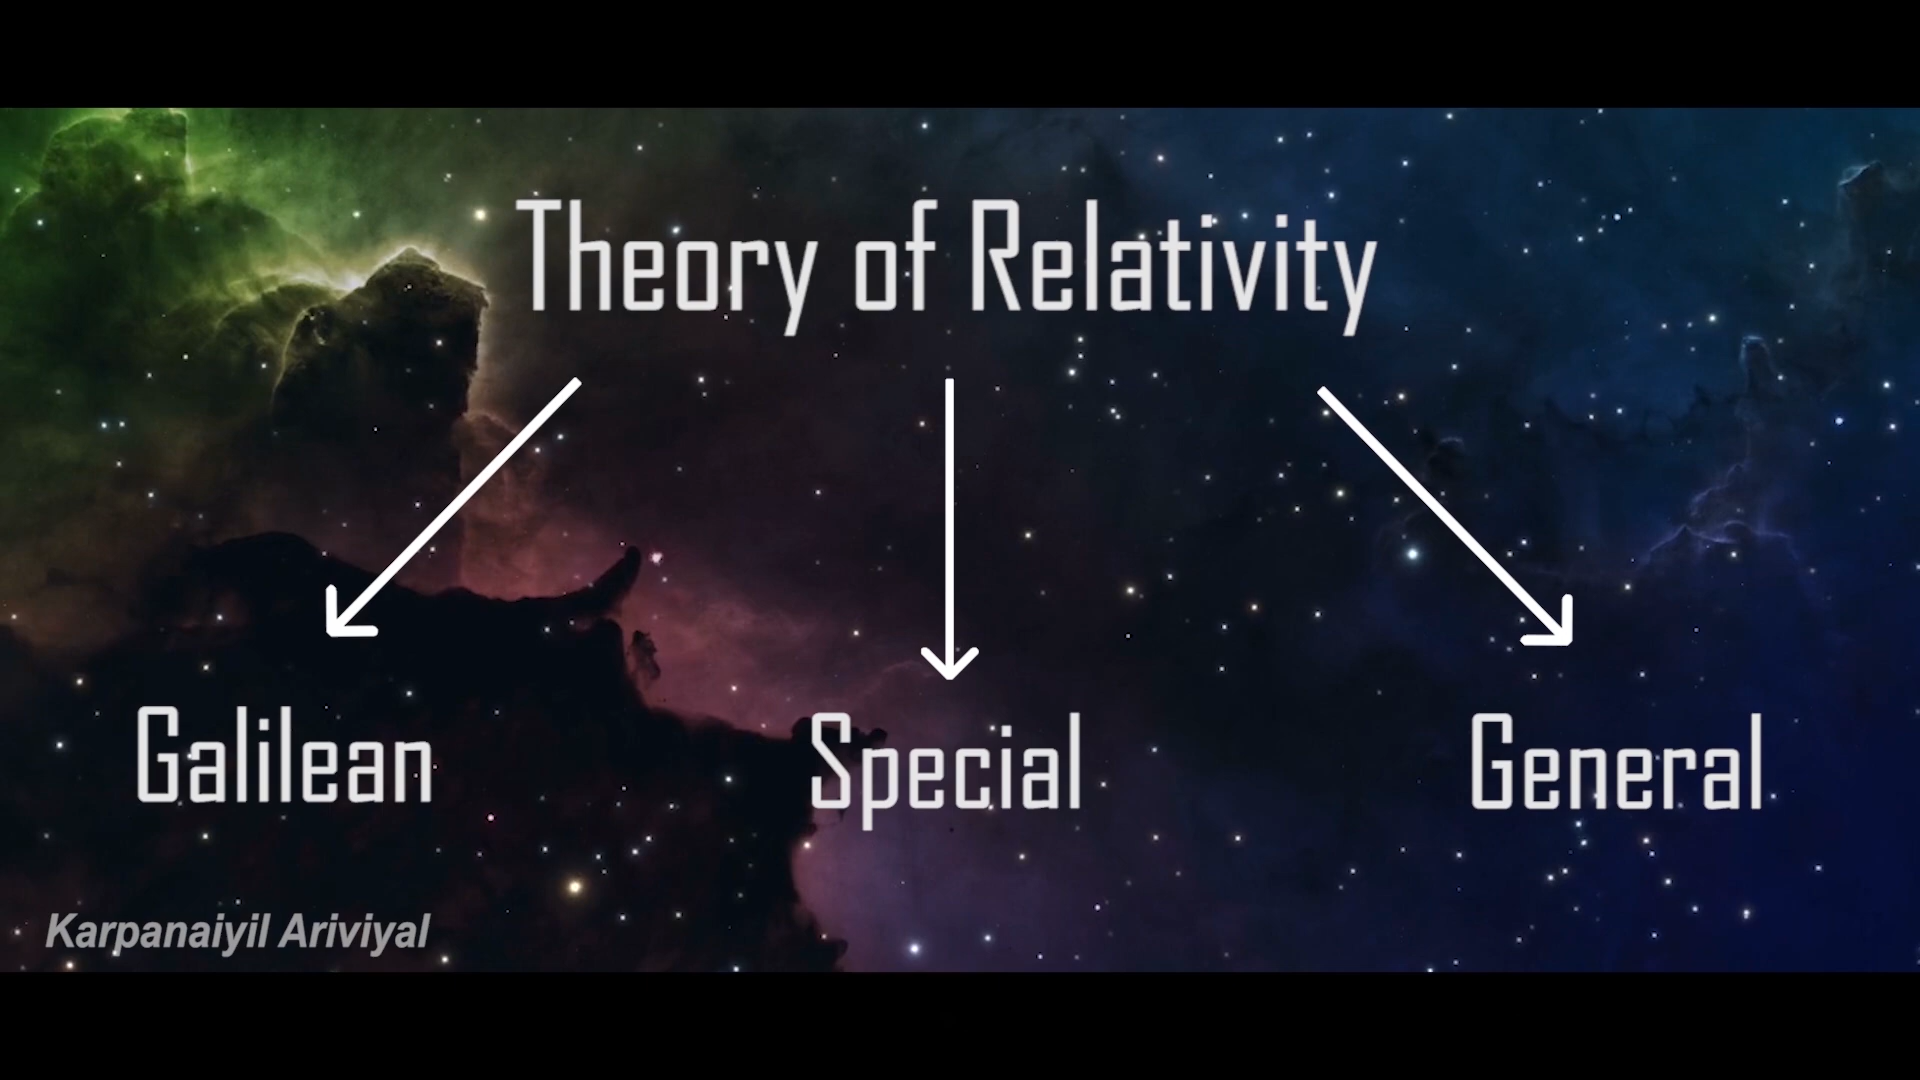 Theory of Relativity
Galilean
Special
General
Karpanaiyil Ariviyal